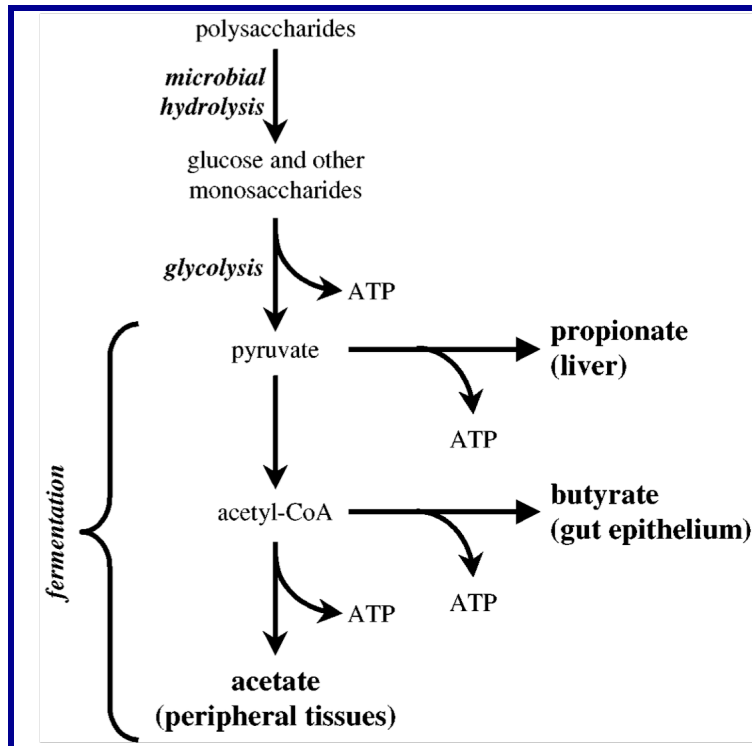 polysaccharides
microbial
hydrolysis
glucose and other
monosaccharides
glycolysis
ATP
pyruvate
propionate
(liver)
ATP
fermentation
acetyl-CoA
butyrate
(gut epithelium)
ATP
ATP
acetate
(peripheral tissues)